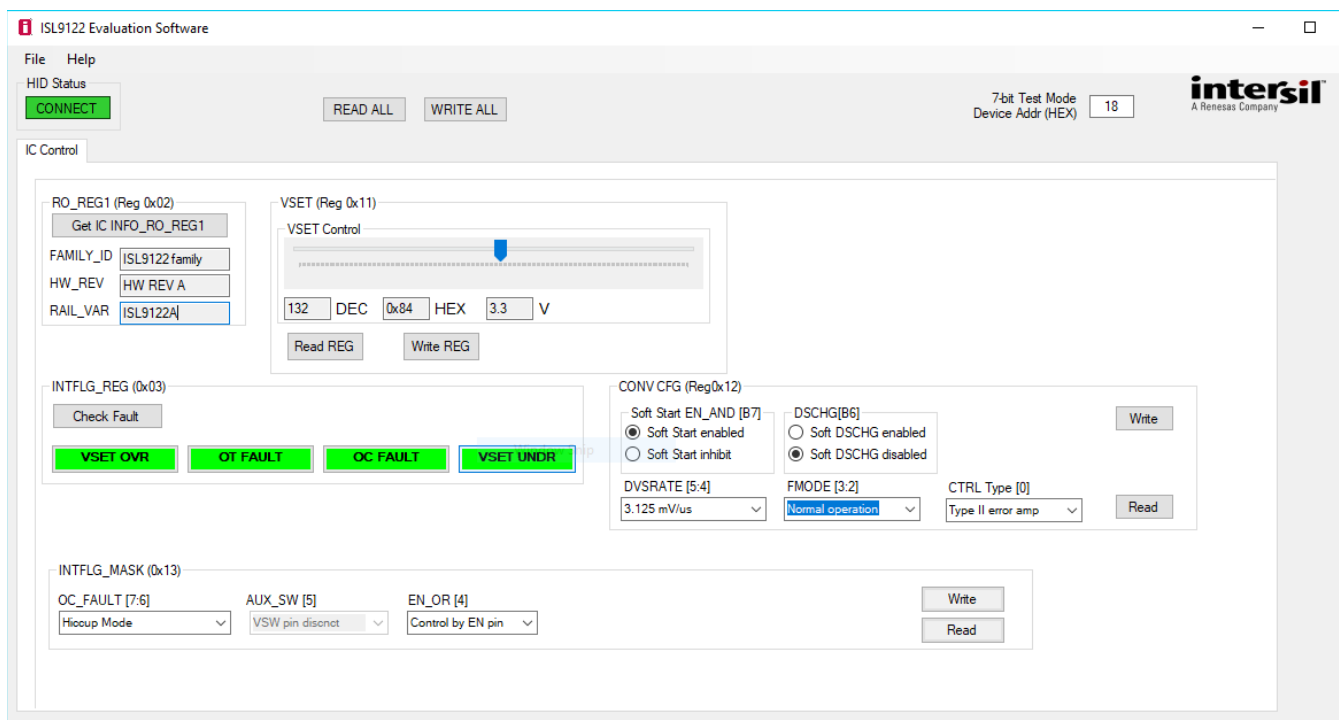 ISL9122 Evaluation Software
File Help
HID Status
CONNECT
READ ALL
WRITE ALL
7-bit Test Mode
Device Addr (HEX)
18
intersil
A Renesas Company
IC Control
RO_REG1 (Reg 0x02)
Get IC INFO_RO_REG1
FAMILY_ID ISL9122 family
HW_REV HW REV A
RAIL_VAR ISL9122A
VSET (Reg 0x11)
VSET Control
132 DEC 0x84 HEX 3.3 V
Read REG Write REG
INTFLG_REG (0x03)
Check Fault
VSET OVR OT FAULT OC FAULT VSET UNDR
CONV CFG (Reg0x12)
Soft Start EN_AND [B7]
Soft Start enabled
Soft Start inhibit
DSCHG[B6]
Soft DSCHG enabled
Soft DSCHG disabled
Write
DVSRATE [5:4] FMODE [3:2] CTRL Type [0]
3.125 mV/us Normal operation Type II error amp Read
INTFLG_MASK (0x13)
OC_FAULT [7:6] AUX_SW [5] EN_OR [4]
Hiccup Mode VSW pin discnct Control by EN pin
Write
Read